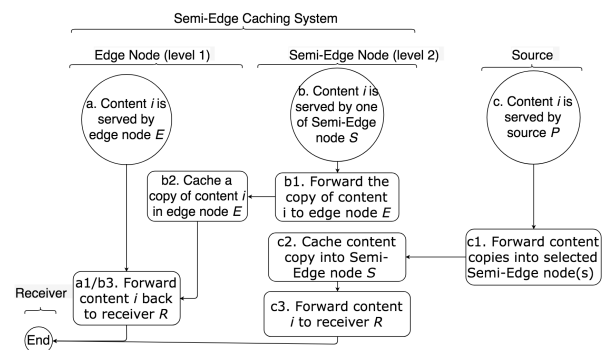 Semi-Edge Caching System
Edge Node (level 1)
Semi-Edge Node (level 2)
Source
a. Content i is
served by
edge node E
b. Content i is
served by one
of Semi-Edge
node S
c. Content i is
served by
source P
b2. Cache a
copy of content i
in edge node E
b1. Forward the
copy of content
i to edge node E
c2. Cache content
copy into Semi-
Edge node S
c1. Forward content
copies into selected
Semi-Edge node(s)
a1/b3. Forward
content i back
to receiver R
c3. Forward content
i to receiver R
Receiver
End